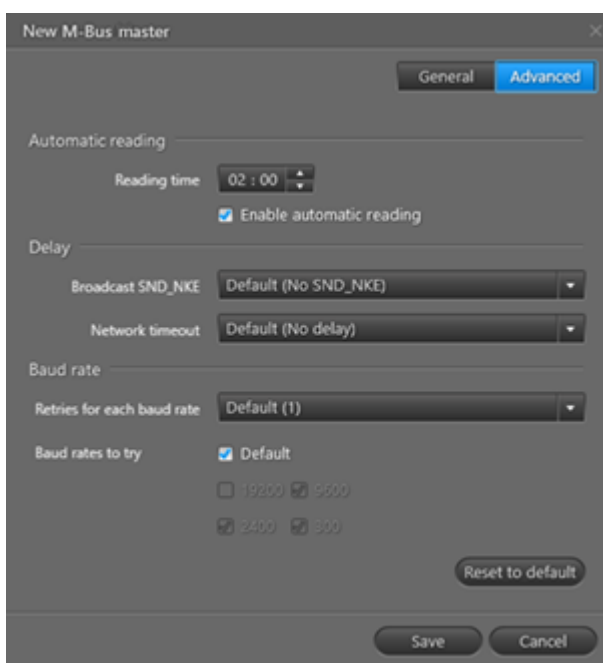 New M-Bus master
General Advanced
Automatic reading
Reading time 02 : 00
Enable automatic reading
Delay
Broadcast SND_NKE Default (No SND_NKE)
Network timeout Default (No delay)
Baud rate
Retries for each baud rate Default (1)
Baud rates to try Default
19200 9600
2400 300
Reset to default
Save Cancel